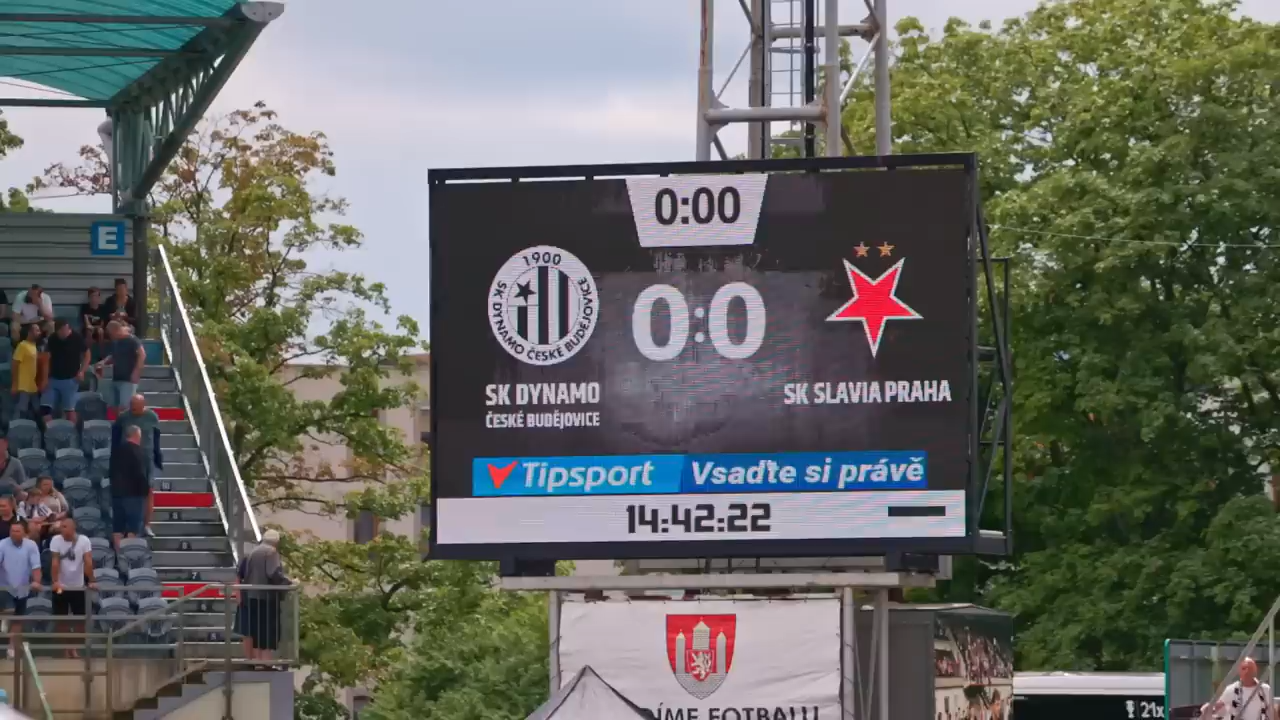 E
0:00
1900
SK DYNAMO ČESKÉ BUDĚJOVICE
0:0
SK DYNAMO
ČESKÉ BUDĚJOVICE
SK SLAVIA PRAHA
Tipsport Vsaďte si právě
14:42:22
21x